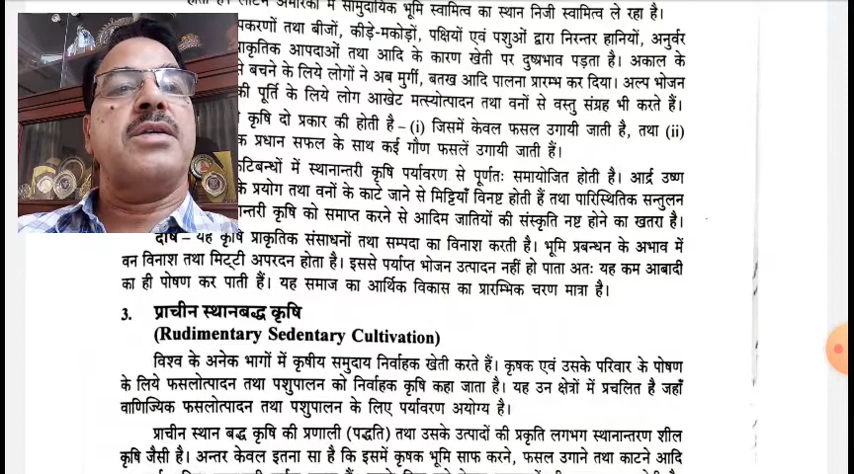 होती है। लैटिन अमेरिका में सामुदायिक भूमि स्वामित्व का स्थान निजी स्वामित्व ले रहा है।
पकरणों तथा बीजों, कीड़े-मकोड़ों, पक्षियों एवं पशुओं द्वारा निरन्तर हानियाँ, अनुर्वर
प्राकृतिक आपदाओं तथा आदि के कारण खेती पर दुष्प्रभाव पड़ता है। अकाल के
से बचने के लिये लोगों ने अब मुर्गी, बतख आदि पालना प्रारम्भ कर दिया। अल्प भोजन
की पूर्ति के लिये लोग आखेट मत्स्योत्पादन तथा वनों से वस्तु संग्रह भी करते हैं।
कृषि दो प्रकार की होती है – (i) जिसमें केवल फसल उगायी जाती है, तथा (ii)
क प्रधान सफल के साथ कई गौण फसलें उगायी जाती हैं।
कटिबन्धों में स्थानान्तरी कृषि पर्यावरण से पूर्णतः समायोजित होती है। आर्द्र उष्ण
के प्रयोग तथा वनों के काटे जाने से मिट्टियाँ विनष्ट होती हैं तथा पारिस्थितिक सन्तुलन
ान्तरी कृषि को समाप्त करने से आदिम जातियों की संस्कृति नष्ट होने का खतरा है।
दोष – यह कृषि प्राकृतिक संसाधनों तथा सम्पदा का विनाश करती है। भूमि प्रबन्धन के अभाव में
वन विनाश तथा मिट्टी अपरदन होता है। इससे पर्याप्त भोजन उत्पादन नहीं हो पाता अतः यह कम आबादी
का ही पोषण कर पाती हैं। यह समाज का आर्थिक विकास का प्रारम्भिक चरण मात्रा है।
3. प्राचीन स्थानबद्ध कृषि
(Rudimentary Sedentary Cultivation)
विश्व के अनेक भागों में कृषीय समुदाय निर्वाहक खेती करते हैं। कृषक एवं उसके परिवार के पोषण
के लिये फसलोत्पादन तथा पशुपालन को निर्वाहक कृषि कहा जाता है। यह उन क्षेत्रों में प्रचलित है जहाँ
वाणिज्यिक फसलोत्पादन तथा पशुपालन के लिए पर्यावरण अयोग्य है।
प्राचीन स्थान बद्ध कृषि की प्रणाली (पद्धति) तथा उसके उत्पादों की प्रकृति लगभग स्थानान्तरण शील
कृषि जैसी है। अन्तर केवल इतना सा है कि इसमें कृषक भूमि साफ करने, फसल उगाने तथा काटने आदि